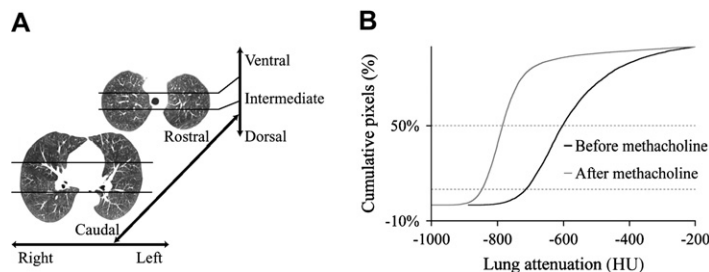 A
Ventral
Intermediate
Rostral
Dorsal
Caudal
Right
Left
B
Cumulative pixels (%)
50%
-10%
Before methacholine
After methacholine
-1000
-800
-600
-400
-200
Lung attenuation (HU)